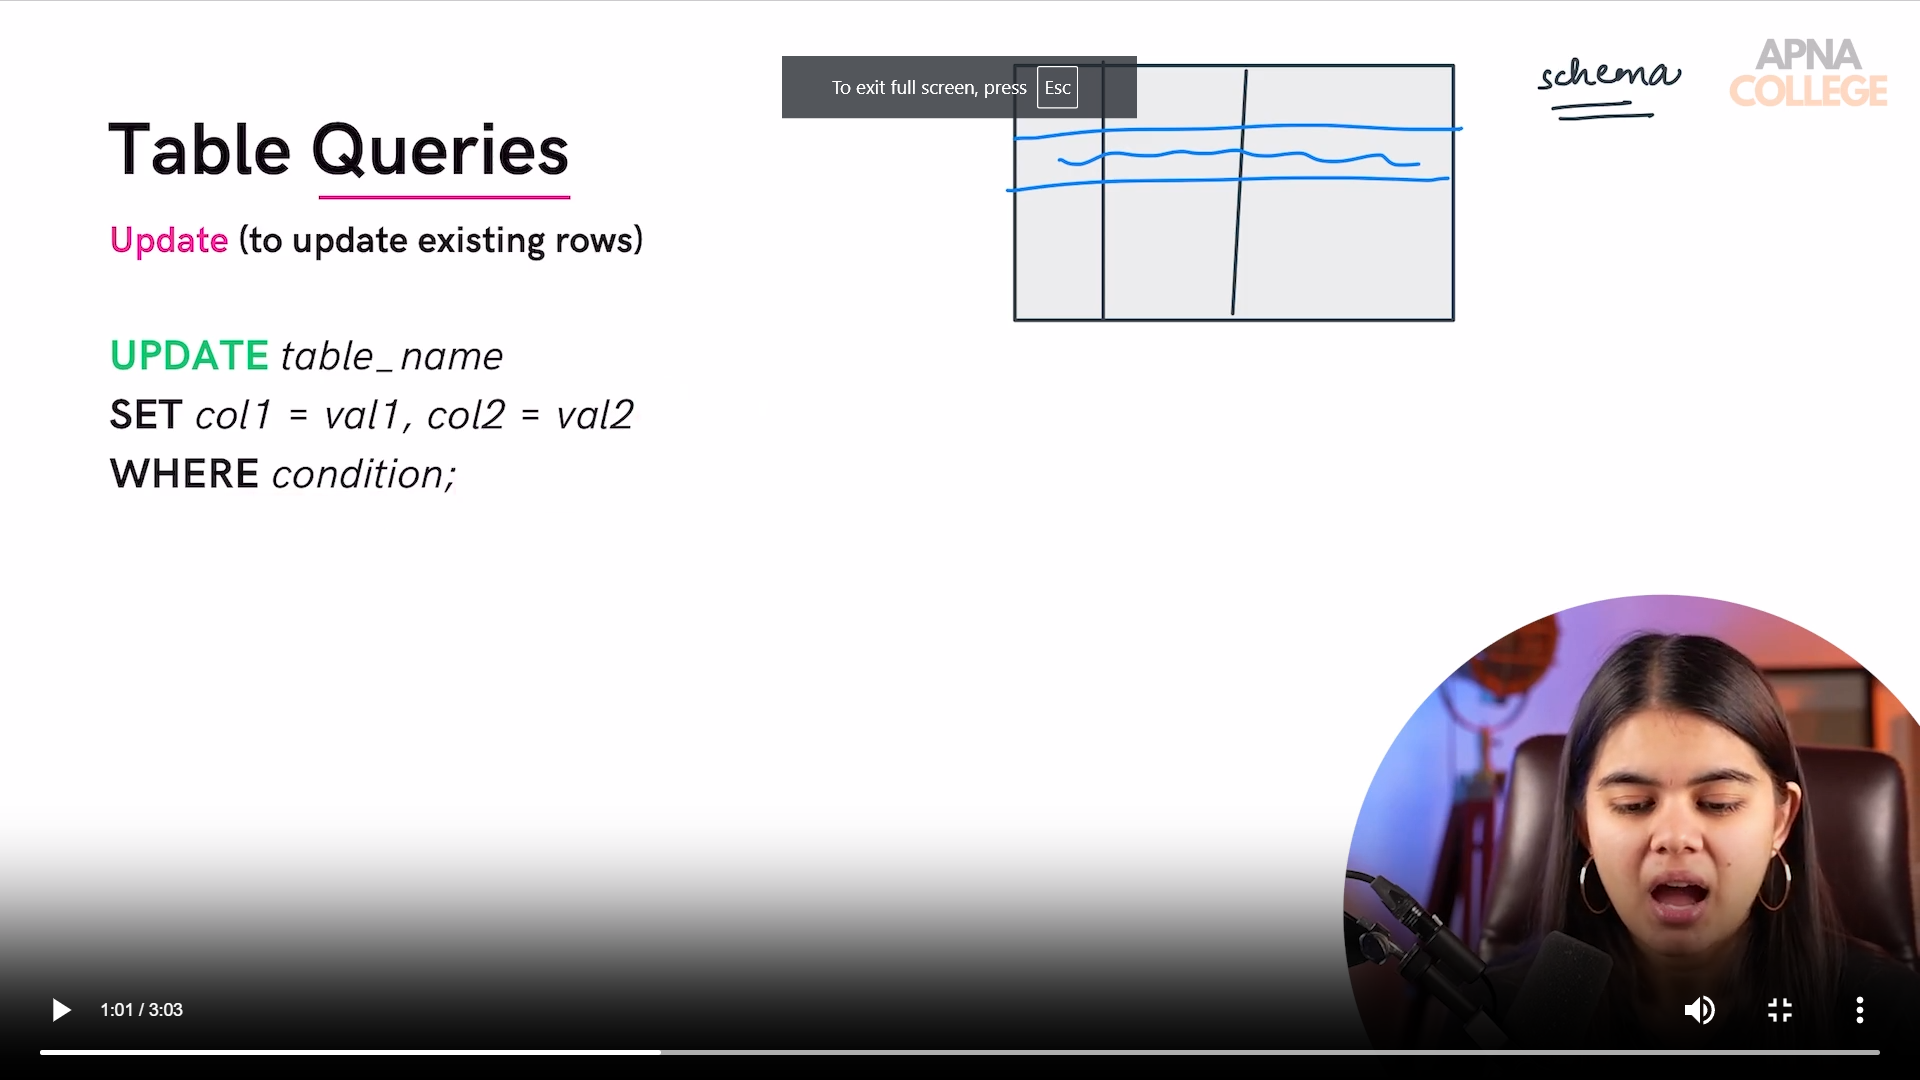 To exit full screen, press Esc
schema
APNA
COLLEGE
Table Queries
Update (to update existing rows)
UPDATE table_name
SET col1 = val1, col2 = val2
WHERE condition;
1:01 / 3:03